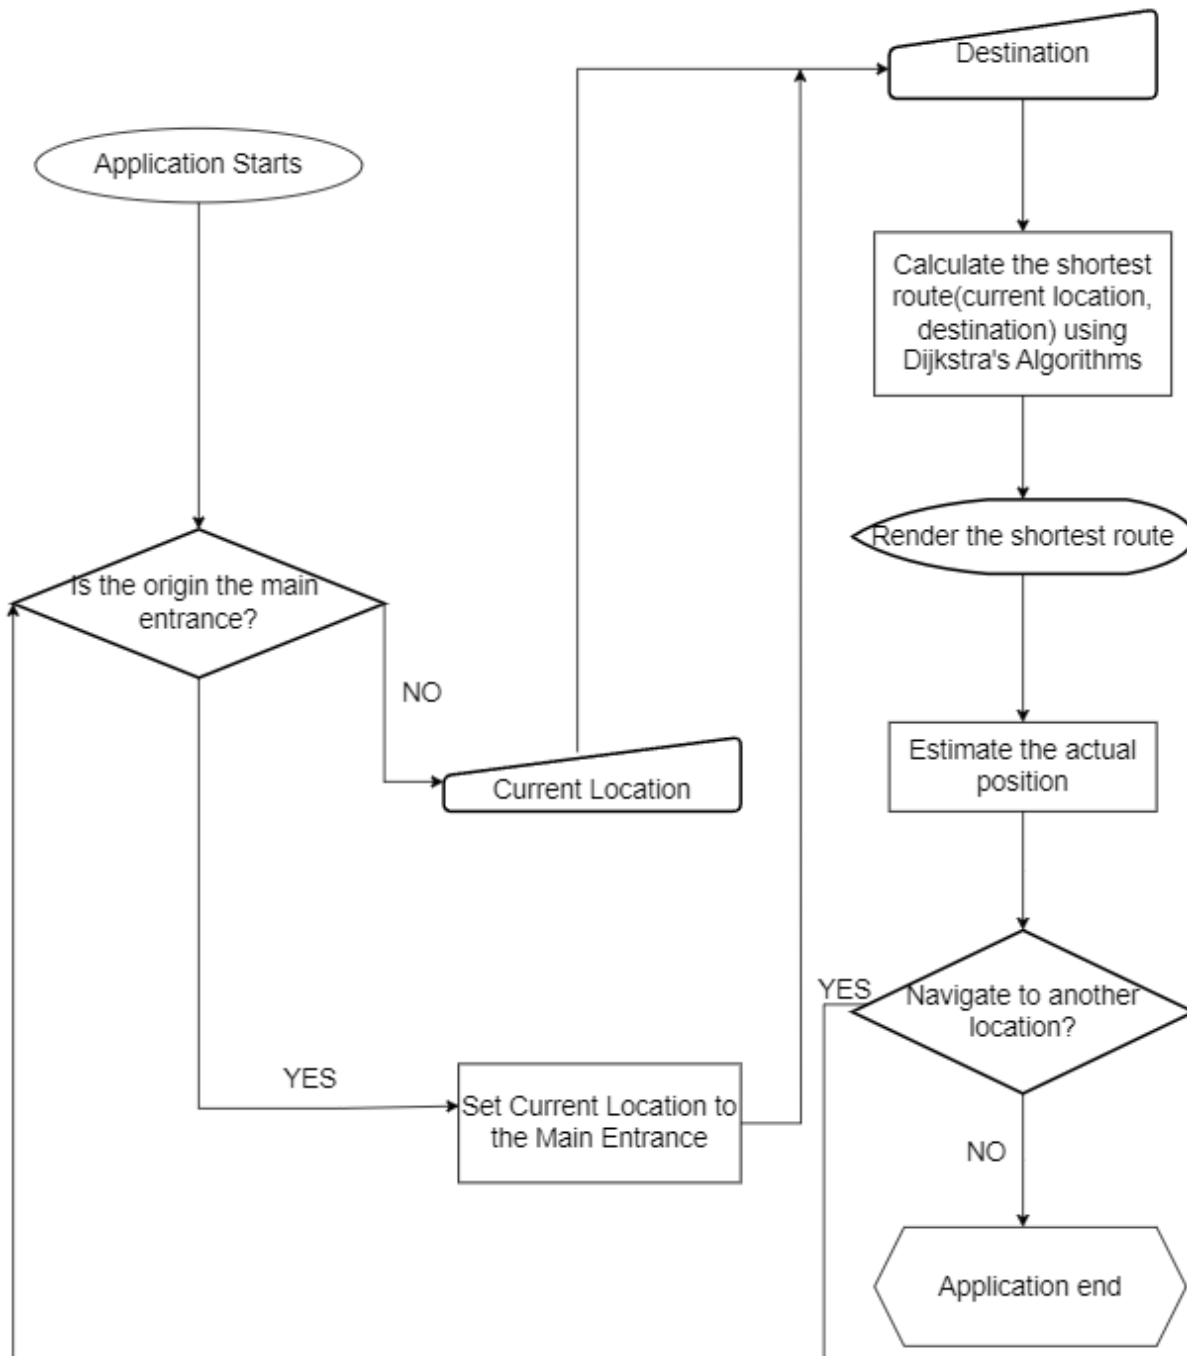 Destination
Application Starts
Calculate the shortest
route(current location,
destination) using
Dijkstra's Algorithms
Render the shortest route
Is the origin the main
entrance?
NO
Current Location
Estimate the actual
position
YES
Navigate to another
location?
YES
Set Current Location to
the Main Entrance
NO
Application end